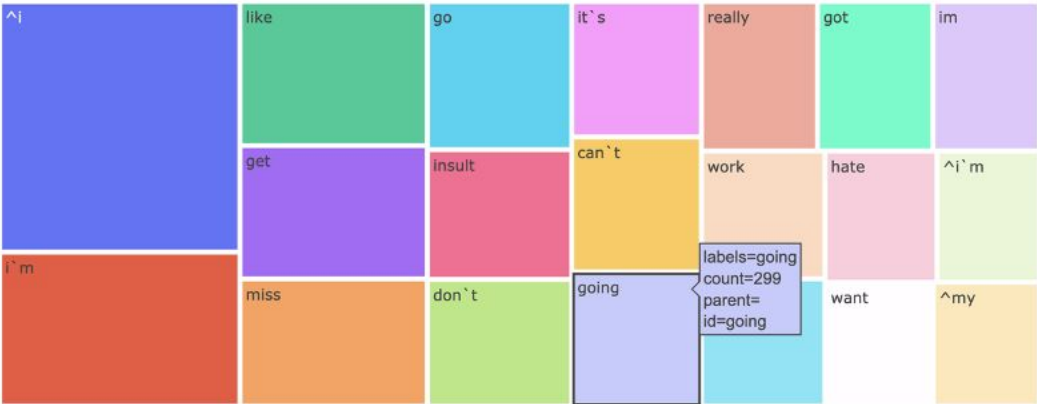 ^i
like
go
it`s
really
got
im
get
insult
can`t
work
hate
^i`m
i`m
miss
don`t
going
labels=going
count=299
parent=
id=going
want
^my